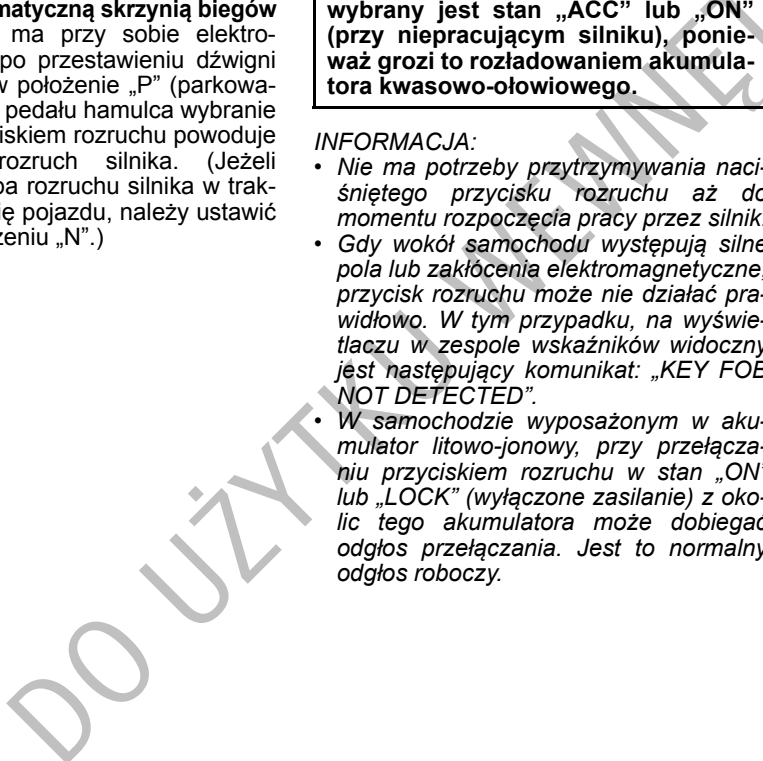 matyczną skrzynią biegów
ma przy sobie elektro-
po przestawieniu dźwigni
w położenie „P” (parkowa-
pedału hamulca wybranie
iskiem rozruchu powoduje
rozruch silnika. (Jeżeli
ba rozruchu silnika w trak-
ię pojazdu, należy ustawić
zeniu „N”.)
wybrany jest stan „ACC” lub „ON”
(przy niepracującym silniku), ponie-
waż grozi to rozładowaniem akumula-
tora kwasowo-ołowiowego.
INFORMACJA:
• Nie ma potrzeby przytrzymywania naci-
śniętego przycisku rozruchu aż do
momentu rozpoczęcia pracy przez silnik.
• Gdy wokół samochodu występują silne
pola lub zakłócenia elektromagnetyczne,
przycisk rozruchu może nie działać pra-
widłowo. W tym przypadku, na wyświe-
tlaczu w zespole wskaźników widoczny
jest następujący komunikat: „KEY FOB
NOT DETECTED”.
• W samochodzie wyposażonym w aku-
mulator litowo-jonowy, przy przełącza-
niu przyciskiem rozruchu w stan „ON”
lub „LOCK” (wyłączone zasilanie) z oko-
lic tego akumulatora może dobiegać
odgłos przełączania. Jest to normalny
odgłos roboczy.
DO UŻYTKU WEWNĘ